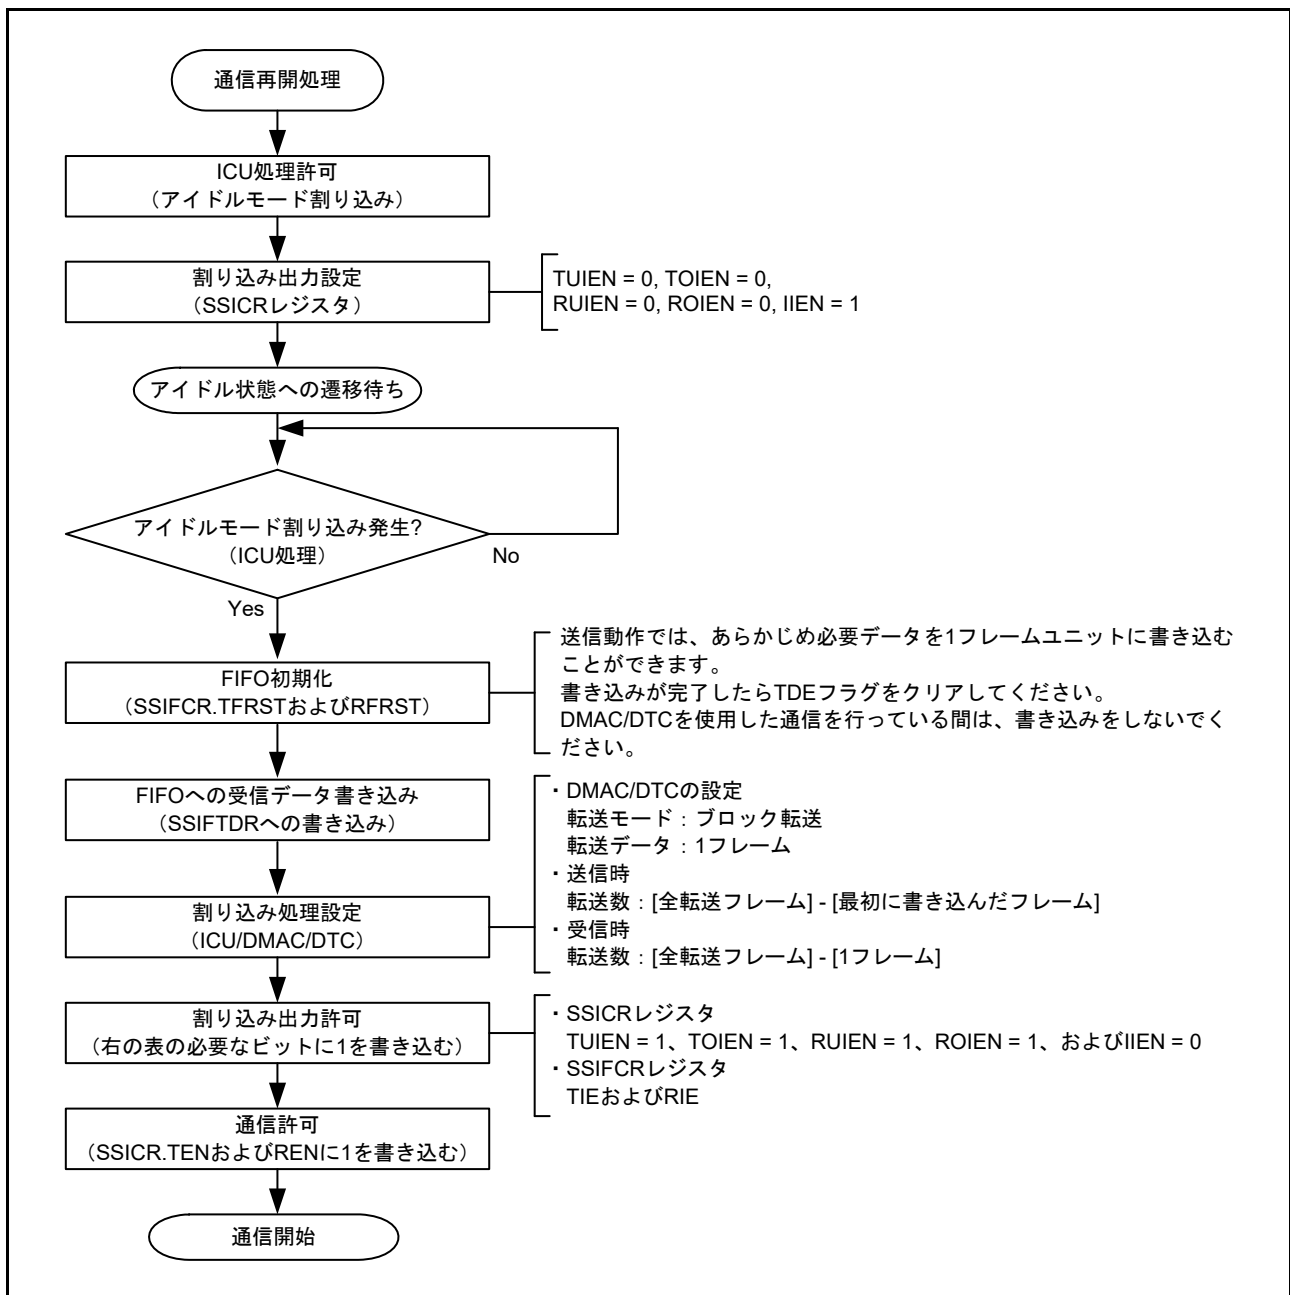 通信再開処理
ICU処理許可
(アイドルモード割り込み)
割り込み出力設定
(SSICRレジスタ)
TUIEN = 0, TOIEN = 0,
RUIEN = 0, ROIEN = 0, IIEN = 1
アイドル状態への遷移待ち
アイドルモード割り込み発生?
(ICU処理)
No
Yes
FIFO初期化
(SSIFCR.TFRSTおよびRFRST)
送信動作では、あらかじめ必要データを1フレームユニットに書き込む
ことができます。
書き込みが完了したらTDEフラグをクリアしてください。
DMAC/DTCを使用した通信を行っている間は、書き込みをしないでく
ださい。
FIFOへの受信データ書き込み
(SSIFTDRへの書き込み)
割り込み処理設定
(ICU/DMAC/DTC)
・DMAC/DTCの設定
転送モード：ブロック転送
転送データ：1フレーム
・送信時
転送数：[全転送フレーム] - [最初に書き込んだフレーム]
・受信時
転送数：[全転送フレーム] - [1フレーム]
割り込み出力許可
(右の表の必要なビットに1を書き込む)
・SSICRレジスタ
TUIEN = 1、TOIEN = 1、RUIEN = 1、ROIEN = 1、およびIIEN = 0
・SSIFCRレジスタ
TIEおよびRIE
通信許可
(SSICR.TENおよびRENに1を書き込む)
通信開始